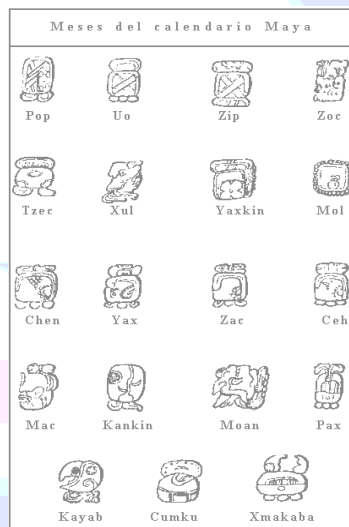 Meses del calendario Maya
Pop Uo Zip Zoc
Tzec Xul Yaxkin Mol
Chen Yax Zac Ceh
Mac Kankin Moan Pax
Kayab Cumku Xmakaba